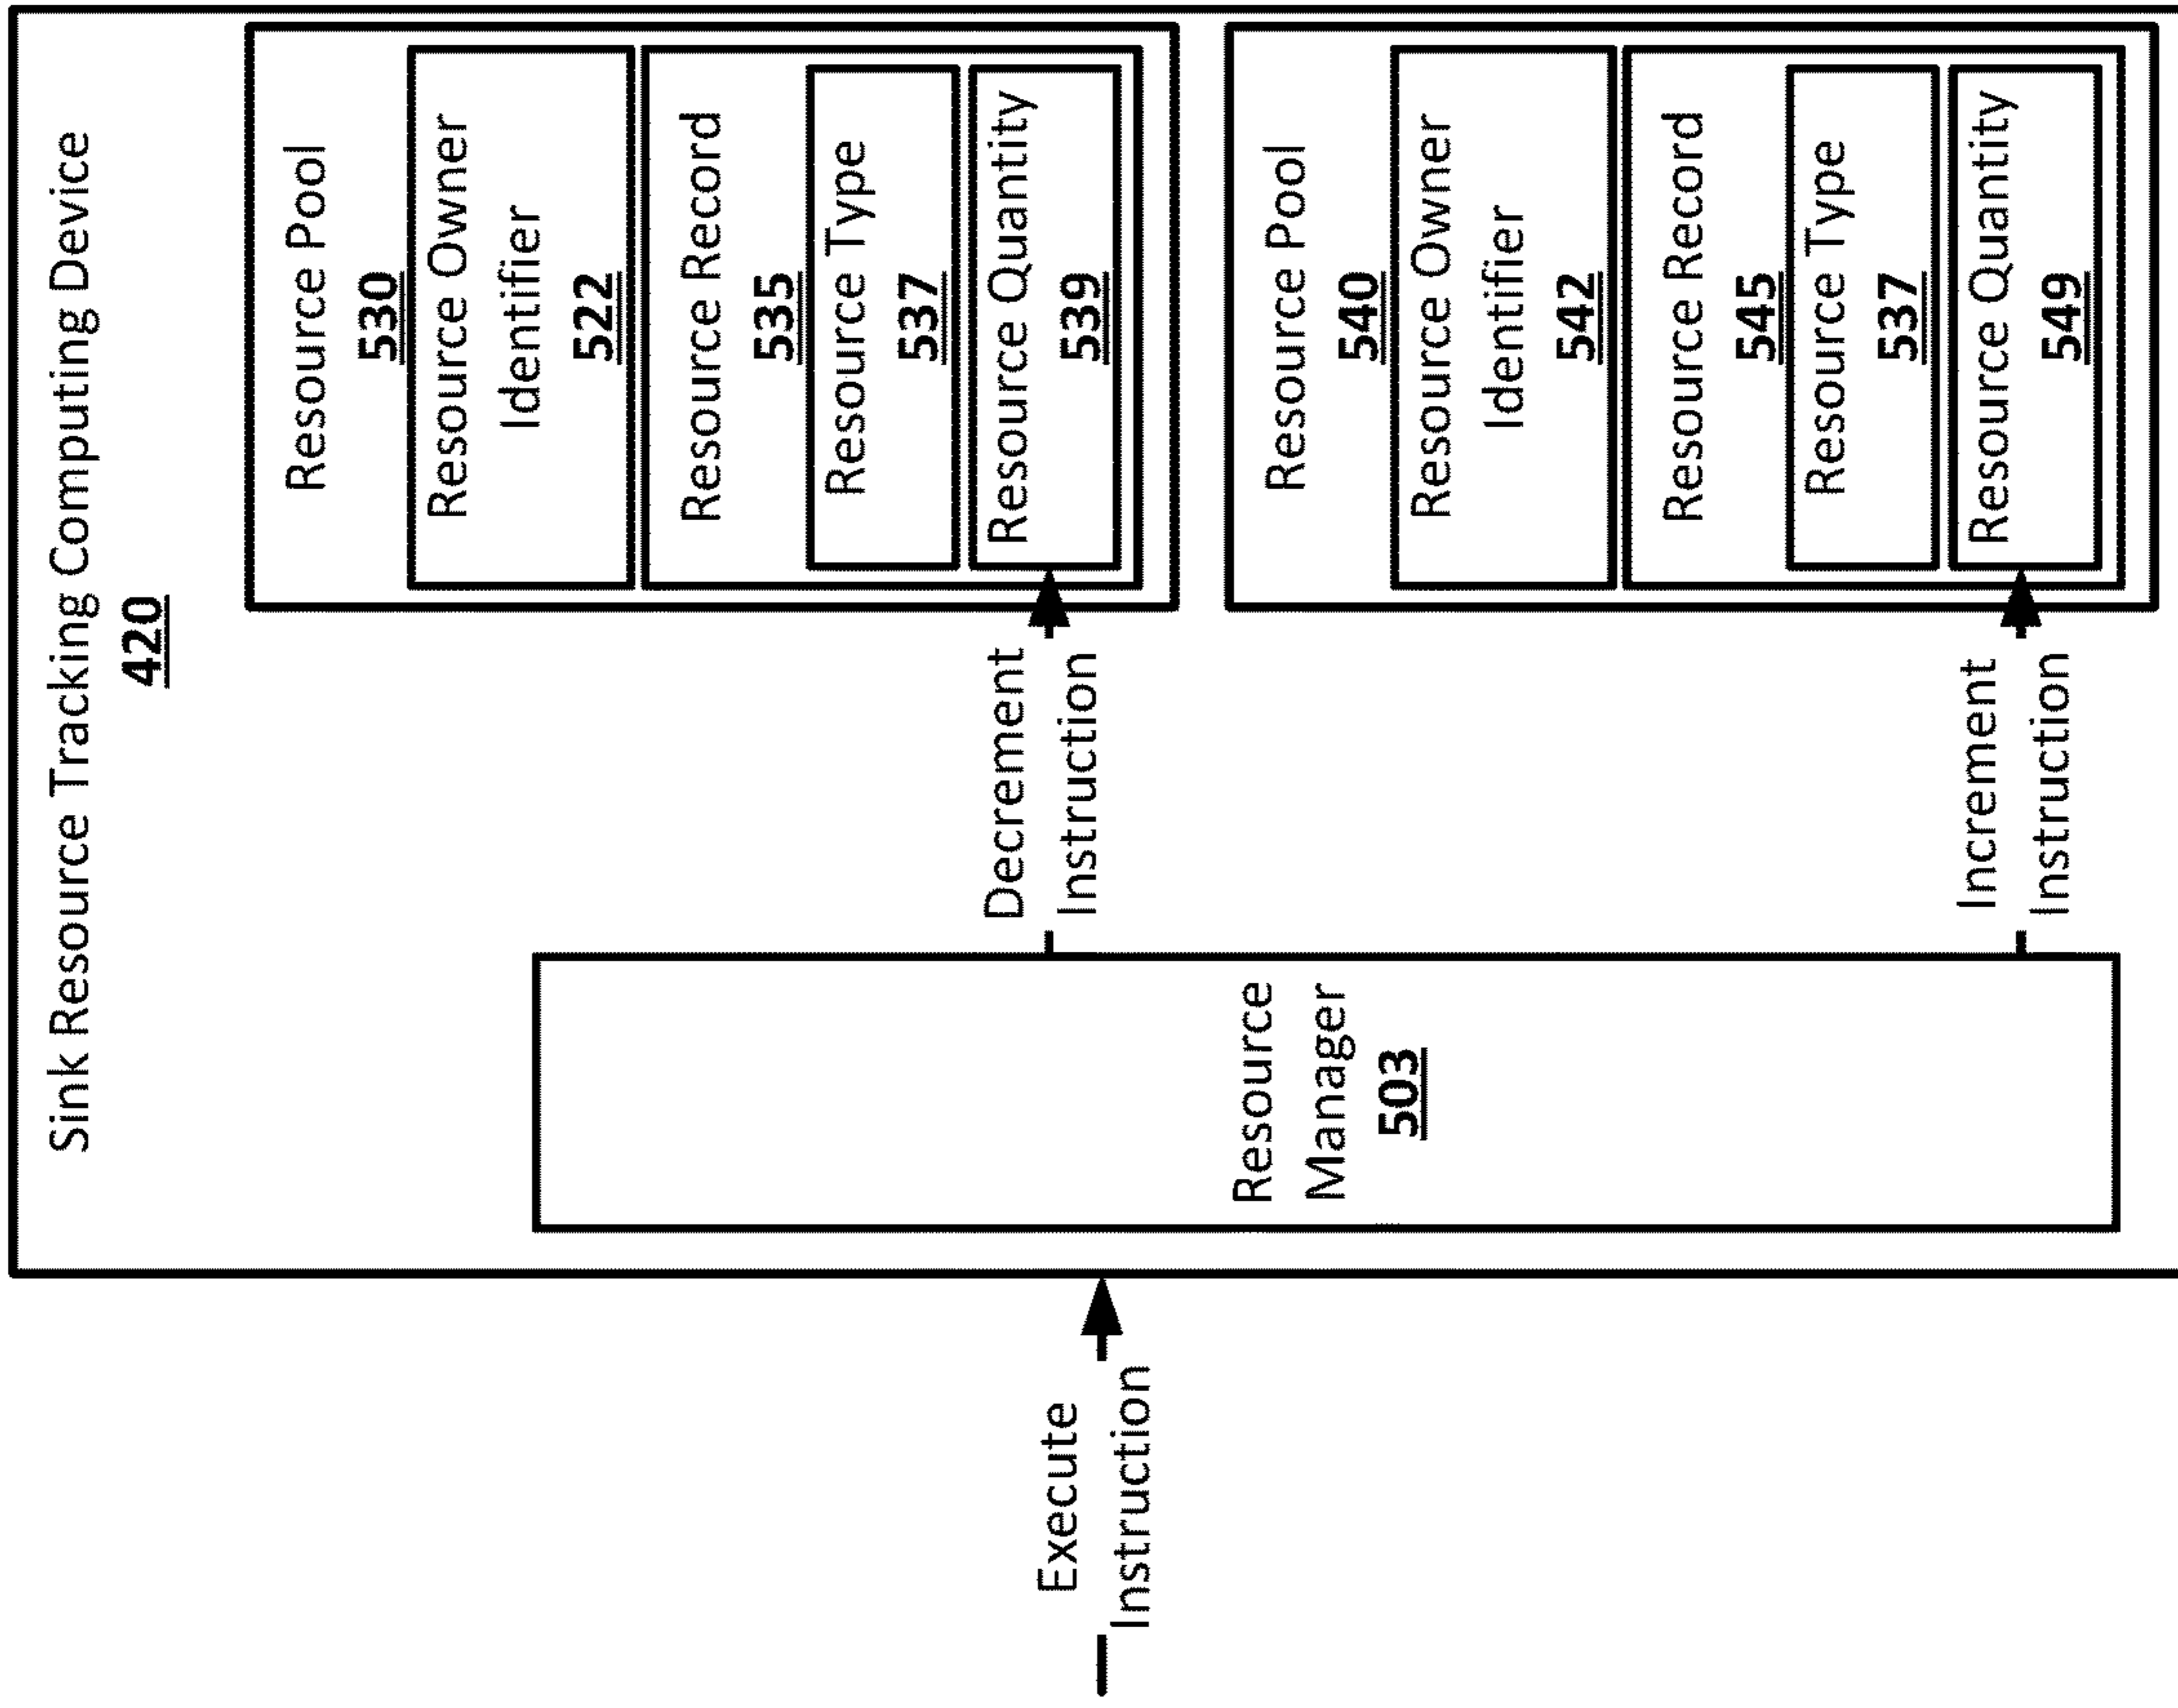 Sink Resource Tracking Computing Device
420
Execute
Instruction
Resource
Manager
503
Decrement
Instruction
Increment
Instruction
Resource Pool
530
Resource Owner
Identifier
522
Resource Record
535
Resource Type
537
Resource Quantity
539
Resource Pool
540
Resource Owner
Identifier
542
Resource Record
545
Resource Type
537
Resource Quantity
549